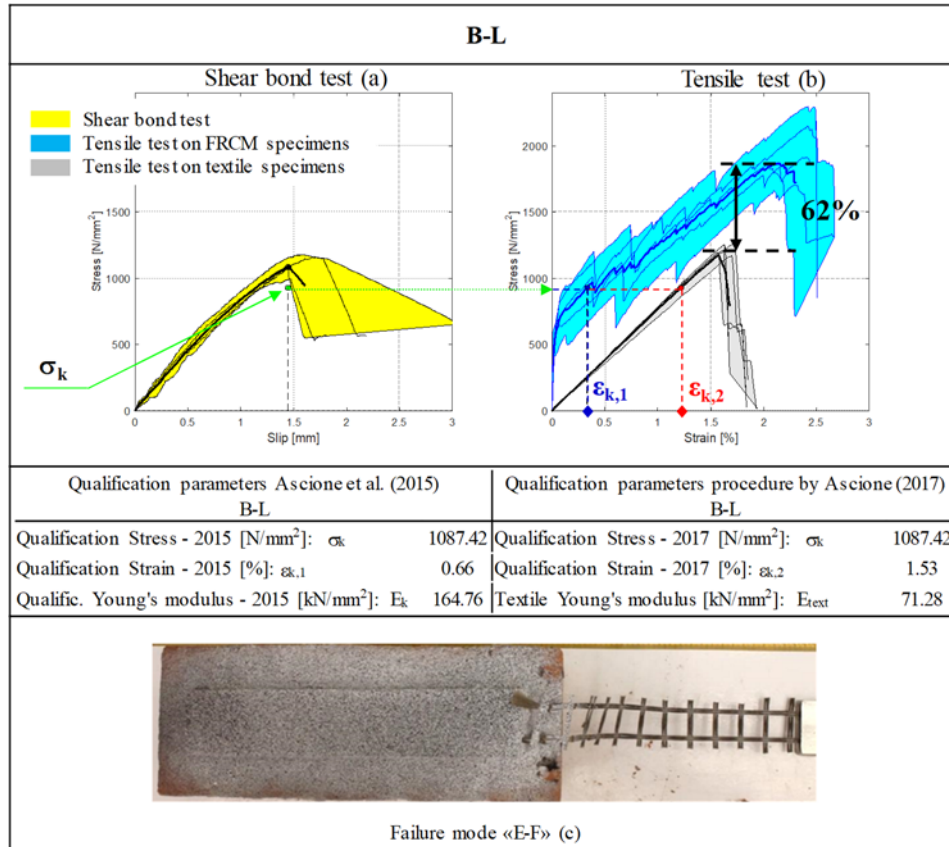 B-L
Shear bond test (a)
Tensile test (b)
Shear bond test
Tensile test on FRCM specimens
Tensile test on textile specimens
Stress [N/mm²]
1500
1000
500
0
0 0.5 1 1.5 2 2.5 3
Slip [mm]
σk
Stress [N/mm²]
2000
1500
1000
500
0
0 0.5 1 1.5 2 2.5 3
Strain [%]
62%
εk,1
εk,2
Qualification parameters Ascione et al. (2015)
B-L
Qualification Stress - 2015 [N/mm²]: σk 1087.42
Qualification Strain - 2015 [%]: εk,1 0.66
Qualific. Young's modulus - 2015 [kN/mm²]: Ek 164.76
Qualification parameters procedure by Ascione (2017)
B-L
Qualification Stress - 2017 [N/mm²]: σk 1087.42
Qualification Strain - 2017 [%]: εk,2 1.53
Textile Young's modulus [kN/mm²]: Etext 71.28
Failure mode «E-F» (c)